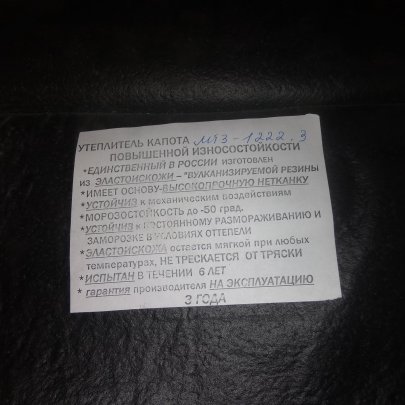 УТЕПЛИТЕЛЬ КАПОТА МТЗ-1222.3
ПОВЫШЕННОЙ ИЗНОСОСТОЙКОСТИ
*ЕДИНСТВЕННЫЙ В РОССИИ изготовлен
из ЭЛАСТОИСКОЖИ – "ВУЛКАНИЗИРУЕМОЙ РЕЗИНЫ
*ИМЕЕТ ОСНОВУ-ВЫСОКОПРОЧНУЮ НЕТКАНКУ
*УСТОЙЧИВ к механическим воздействиям
*МОРОЗОСТОЙКОСТЬ до -50 град.
*УСТОЙЧИВ к ПОСТОЯННОМУ РАЗМОРАЖИВАНИЮ И
ЗАМОРОЗКЕ В УСЛОВИЯХ ОТТЕПЕЛИ
*ЭЛАСТОИСКОЖА остается мягкой при любых
температурах, НЕ ТРЕСКАЕТСЯ ОТ ТРЯСКИ
*ИСПЫТАН В ТЕЧЕНИИ 6 ЛЕТ
* гарантия производителя НА ЭКСПЛУАТАЦИЮ
3 ГОДА